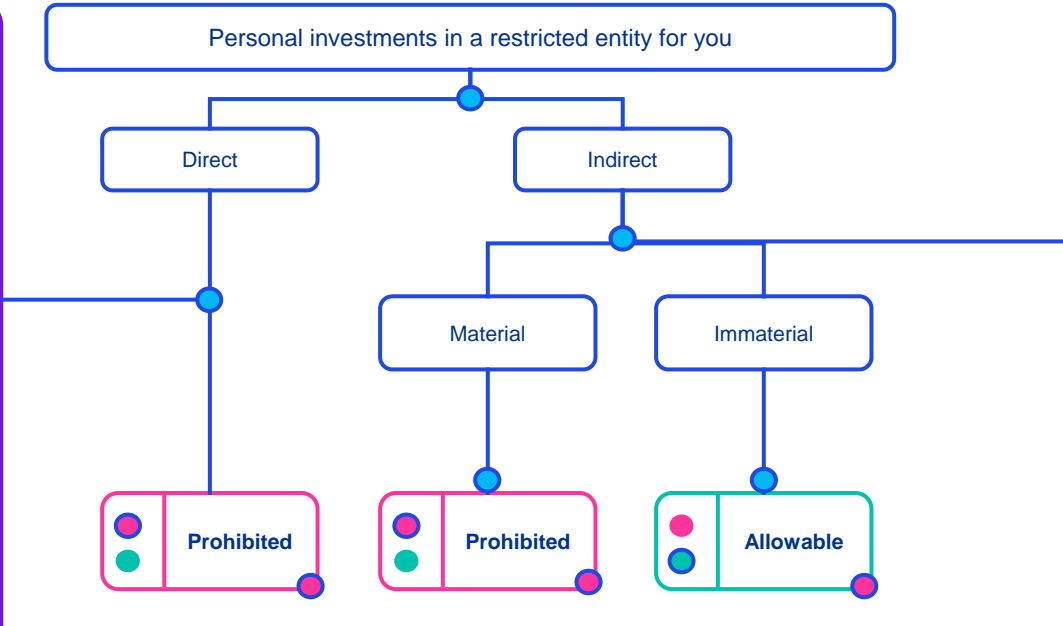 Personal investments in a restricted entity for you
Direct
Indirect
Material
Immaterial
Prohibited
Prohibited
Allowable